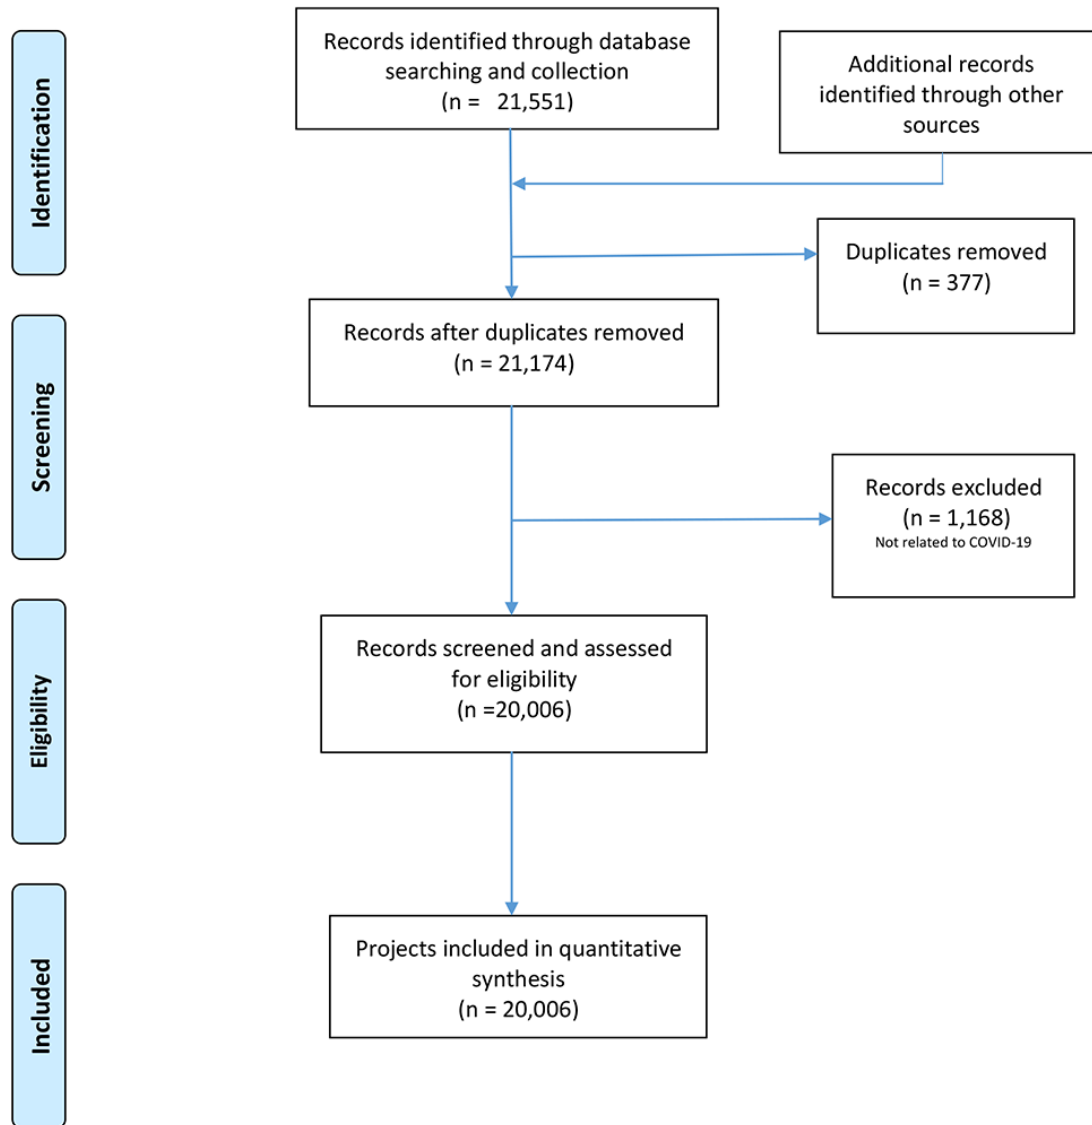 Identification
Records identified through database
searching and collection
(n =   21,551)
Additional records
identified through other
sources
Duplicates removed
(n = 377)
Screening
Records after duplicates removed
(n = 21,174)
Records excluded
(n = 1,168)
Not related to COVID-19
Eligibility
Records screened and assessed
for eligibility
(n =20,006)
Included
Projects included in quantitative
synthesis
(n = 20,006)